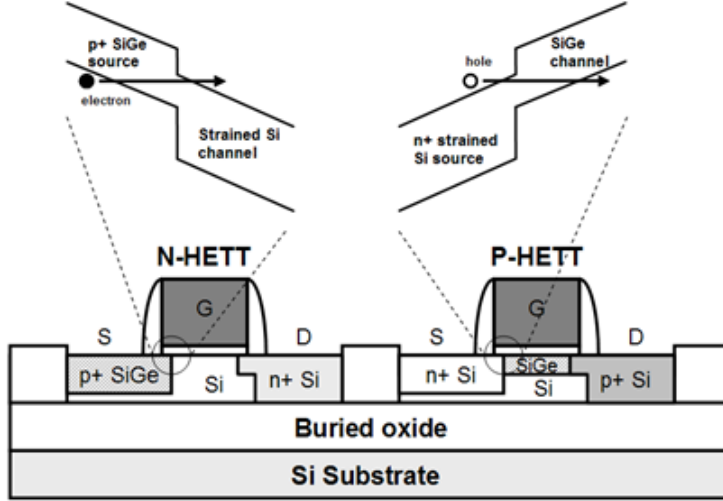 p+ SiGe
source
electron
Strained Si
channel
hole
SiGe
channel
n+ strained
Si source
N-HETT
P-HETT
G
G
S
D
S
D
p+ SiGe
Si
n+ Si
n+ Si
SiGe
Si
p+ Si
Buried oxide
Si Substrate